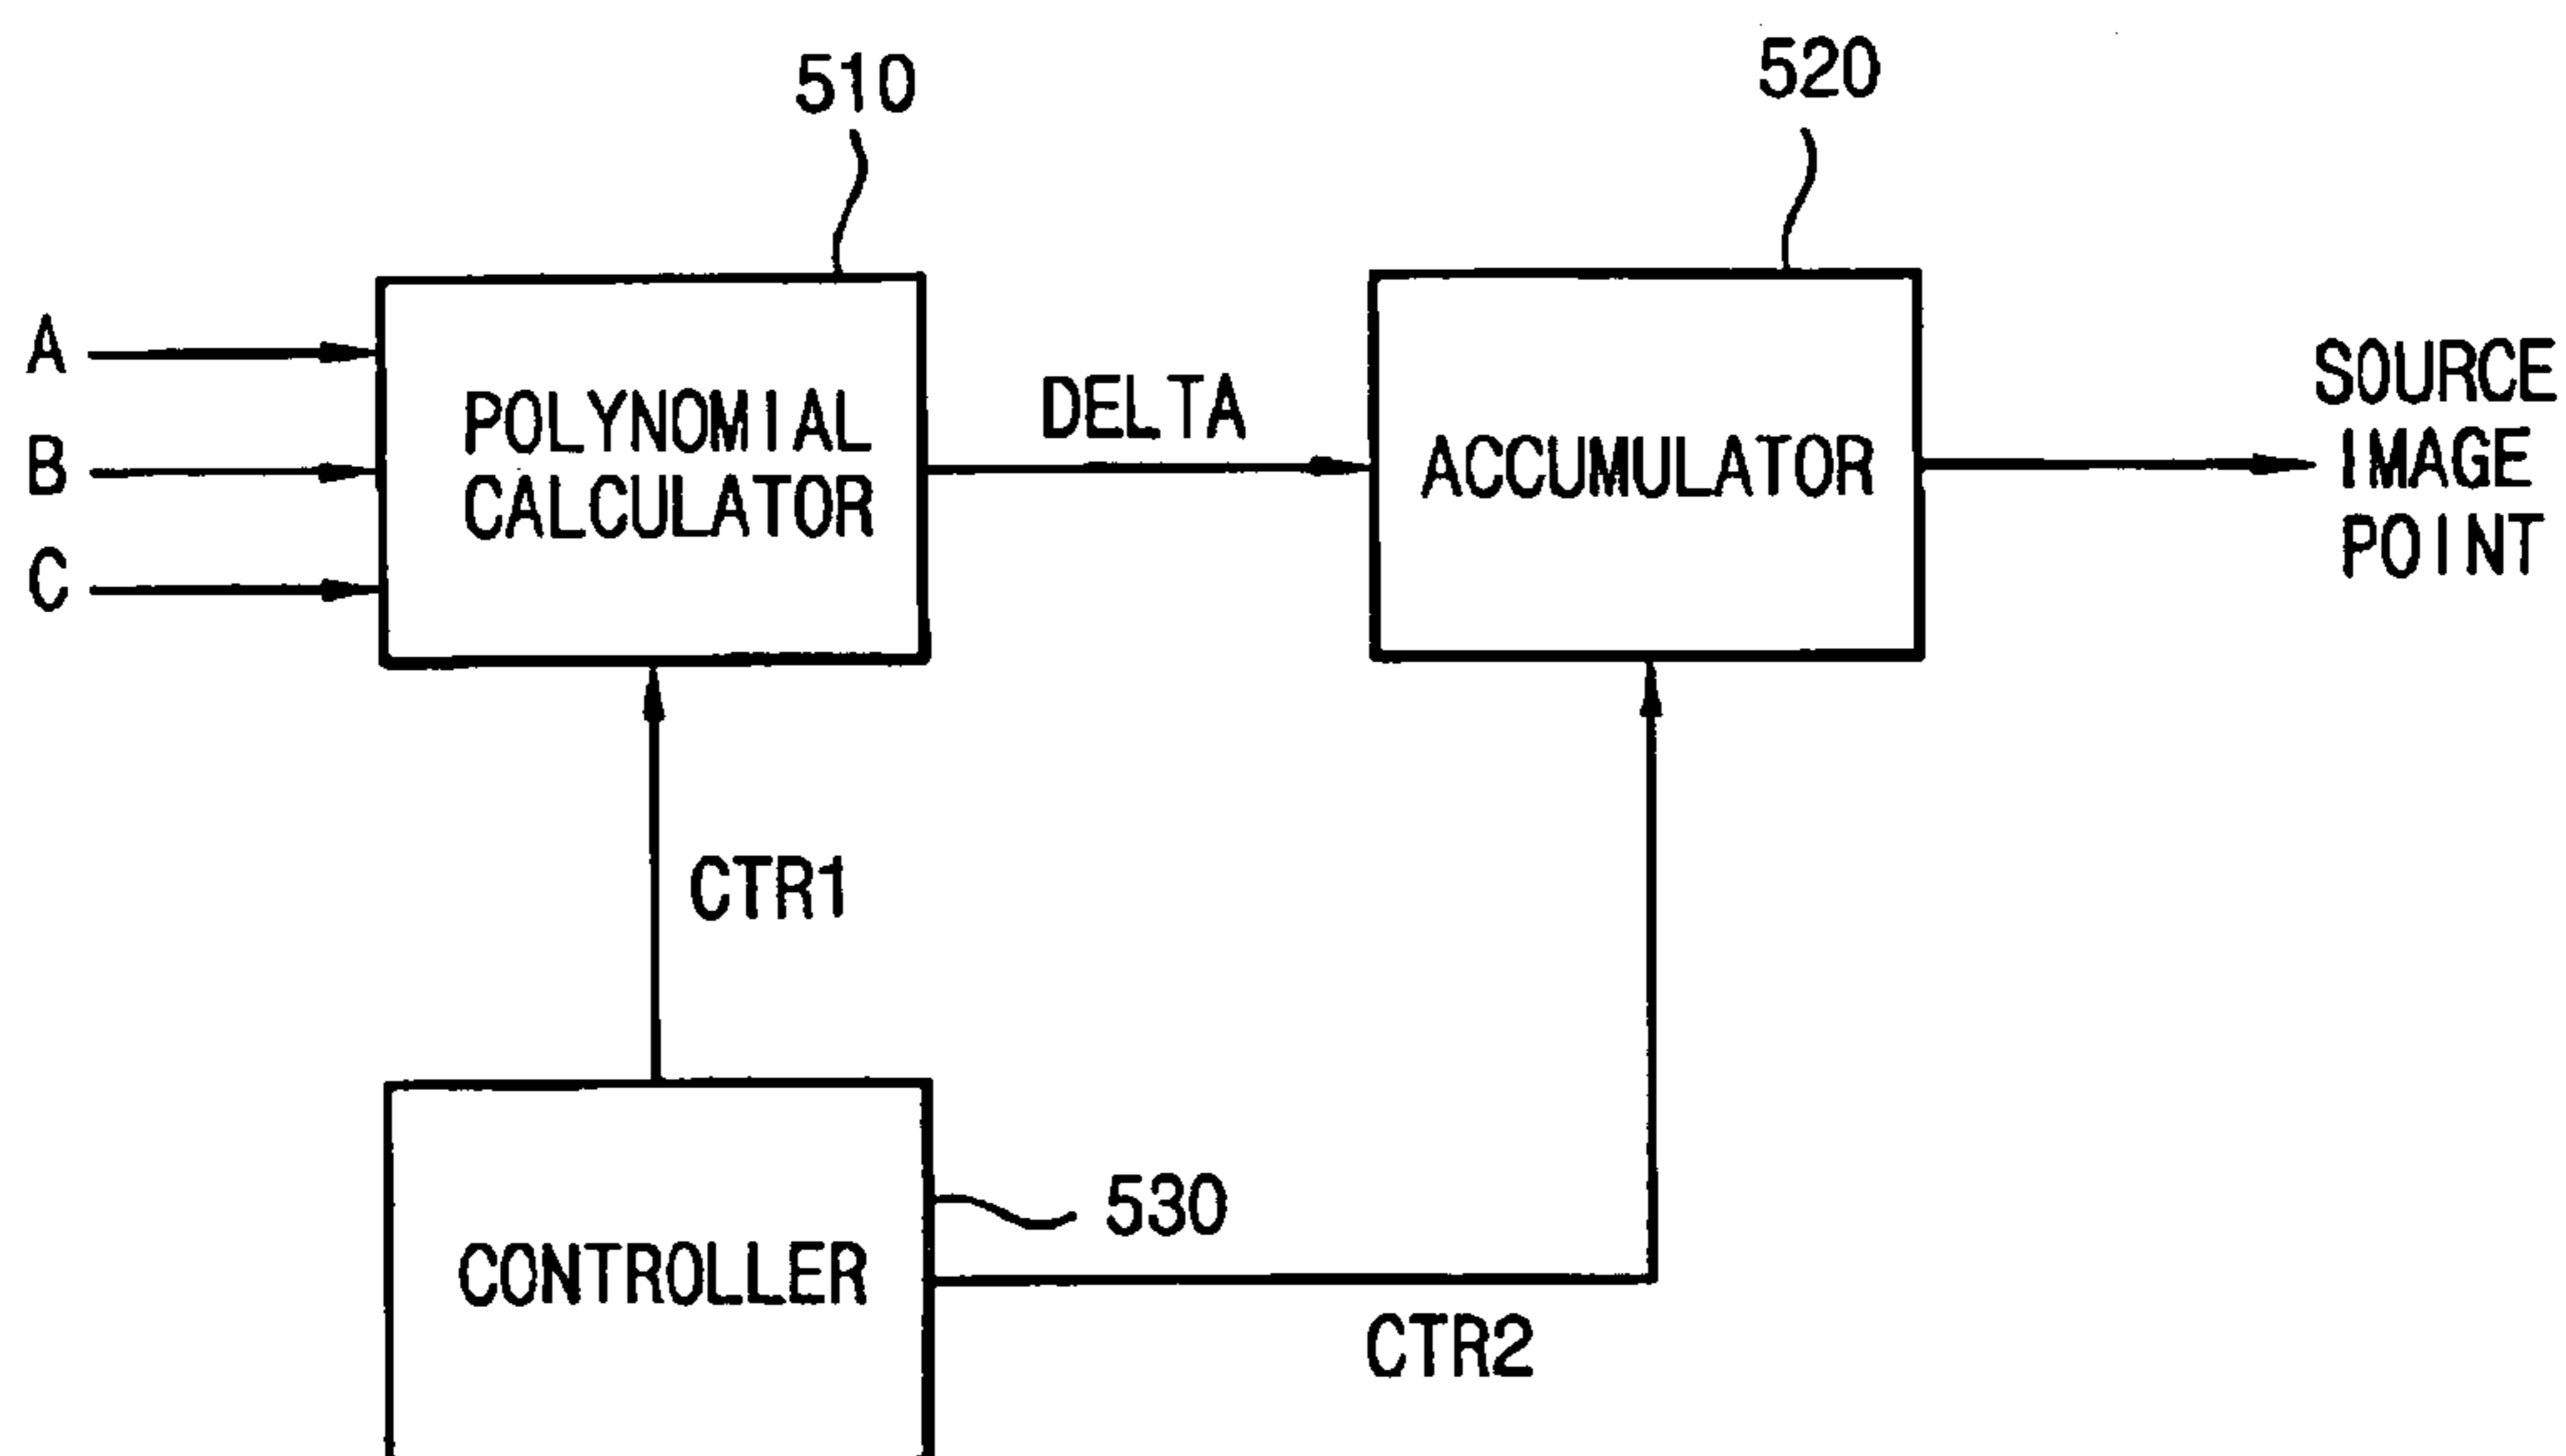 510
520
A
B
C
POLYNOMIAL
CALCULATOR
DELTA
ACCUMULATOR
SOURCE
IMAGE
POINT
CTR1
530
CONTROLLER
CTR2